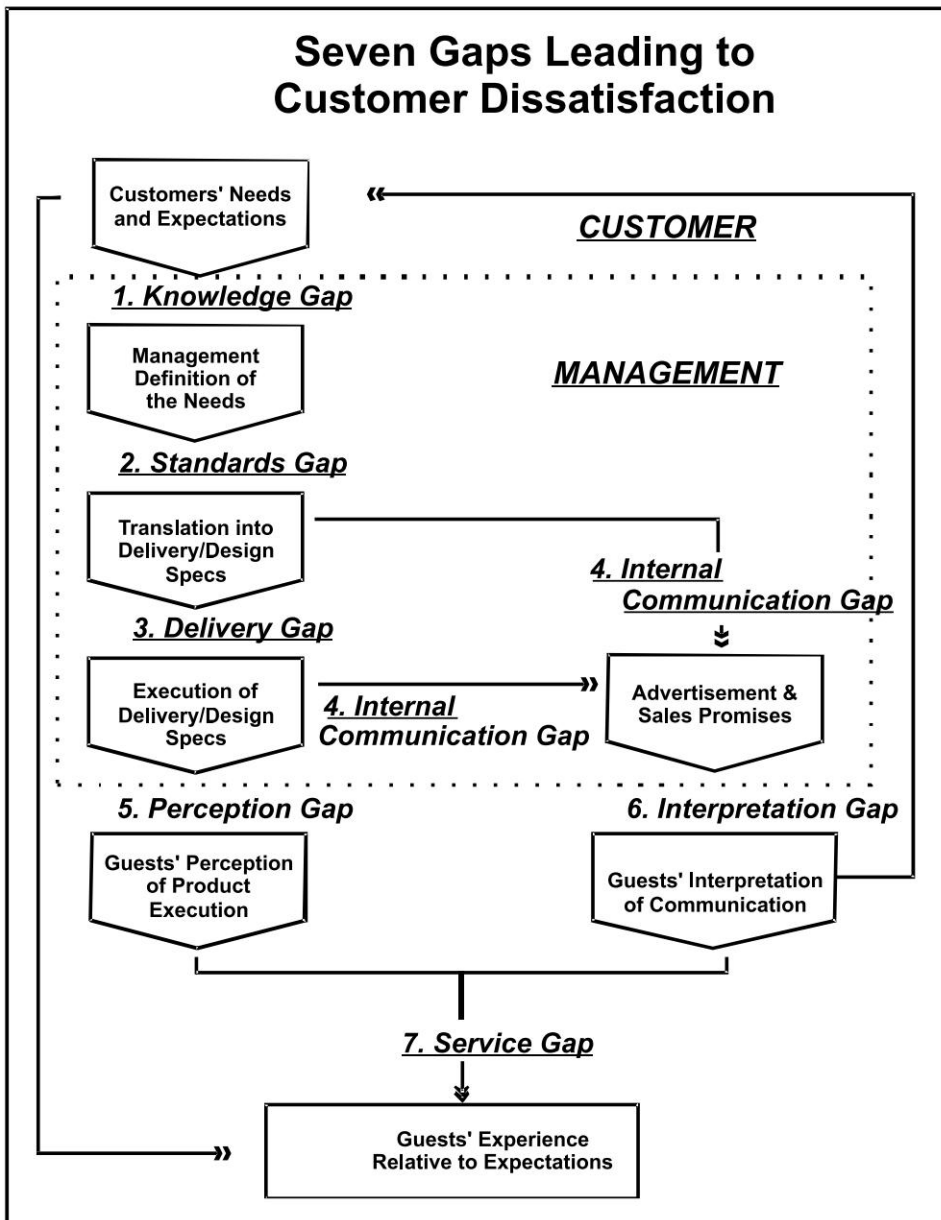 Seven Gaps Leading to
Customer Dissatisfaction
Customers' Needs
and Expectations
CUSTOMER
1. Knowledge Gap
Management
Definition of
the Needs
MANAGEMENT
2. Standards Gap
Translation into
Delivery/Design
Specs
4. Internal
Communication Gap
3. Delivery Gap
Execution of
Delivery/Design
Specs
4. Internal
Communication Gap
Advertisement &
Sales Promises
5. Perception Gap
6. Interpretation Gap
Guests' Perception
of Product
Execution
Guests' Interpretation
of Communication
7. Service Gap
Guests' Experience
Relative to Expectations